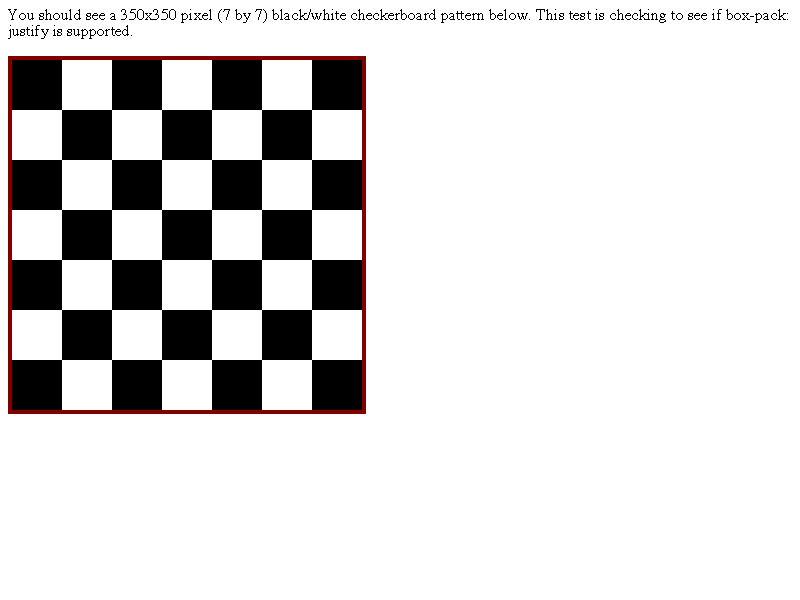 You should see a 350x350 pixel (7 by 7) black/white checkerboard pattern below. This test is checking to see if box-pack:
justify is supported.